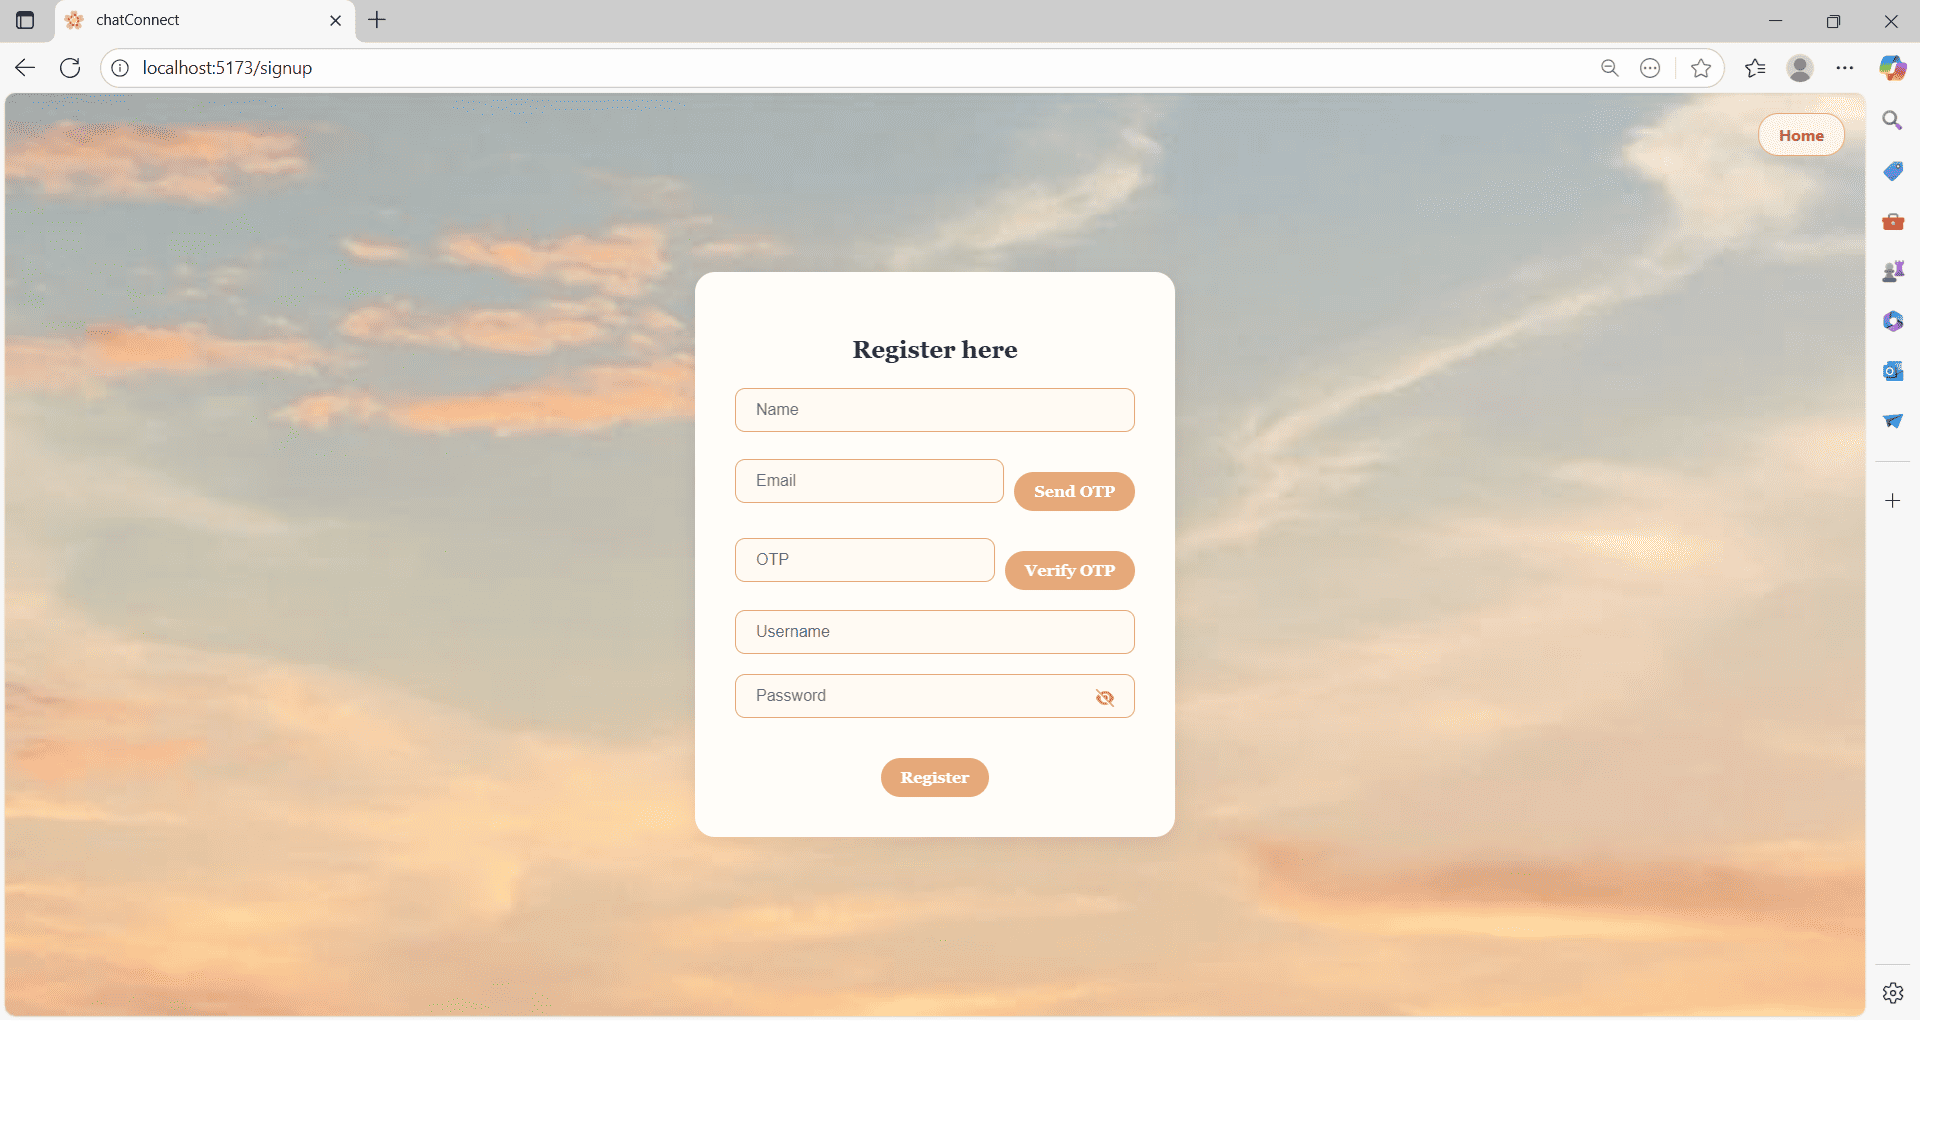 chatConnect
localhost:5173/signup
Home
Register here
Name
Email
Send OTP
OTP
Verify OTP
Username
Password
Register